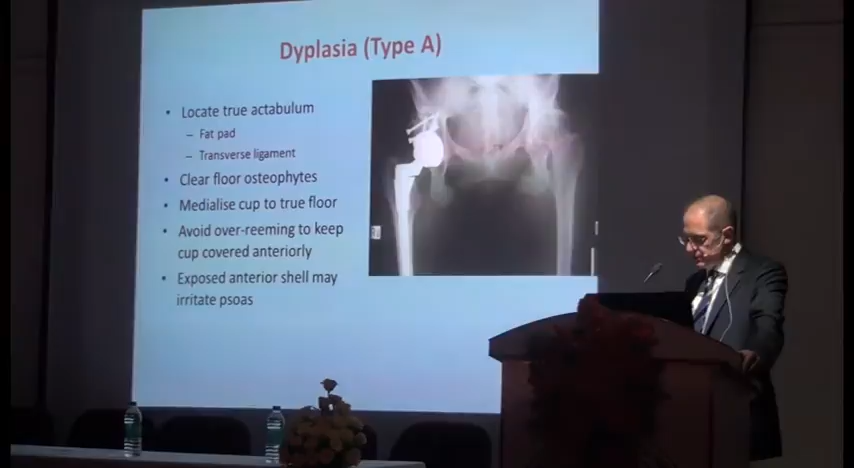 Dyplasia (Type A)
• Locate true actabulum
– Fat pad
– Transverse ligament
• Clear floor osteophytes
• Medialise cup to true floor
• Avoid over-reeming to keep
cup covered anteriorly
• Exposed anterior shell may
irritate psoas